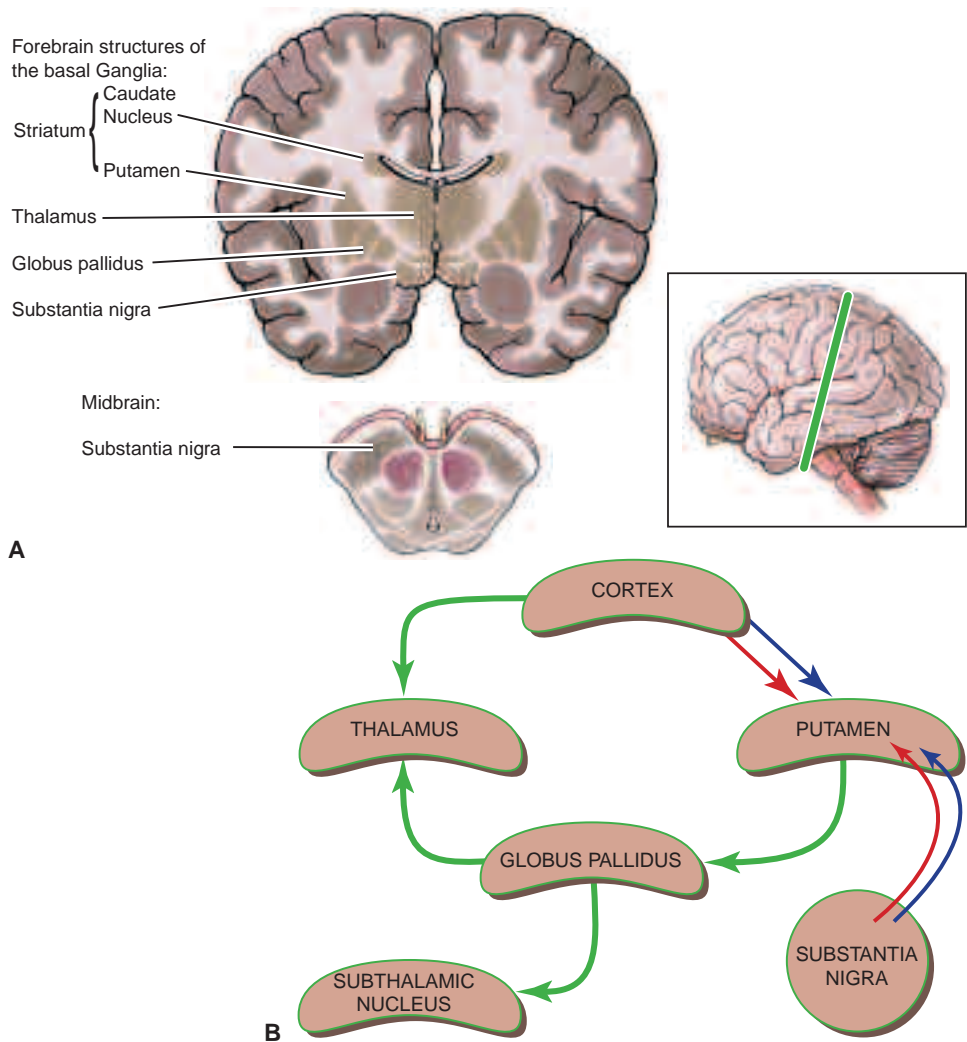 Forebrain structures of
the basal Ganglia:
Striatum
Caudate
Nucleus
Putamen
Thalamus
Globus pallidus
Substantia nigra
Midbrain:
Substantia nigra
A
CORTEX
THALAMUS
PUTAMEN
GLOBUS PALLIDUS
SUBSTANTIA
NIGRA
SUBTHALAMIC
NUCLEUS
B